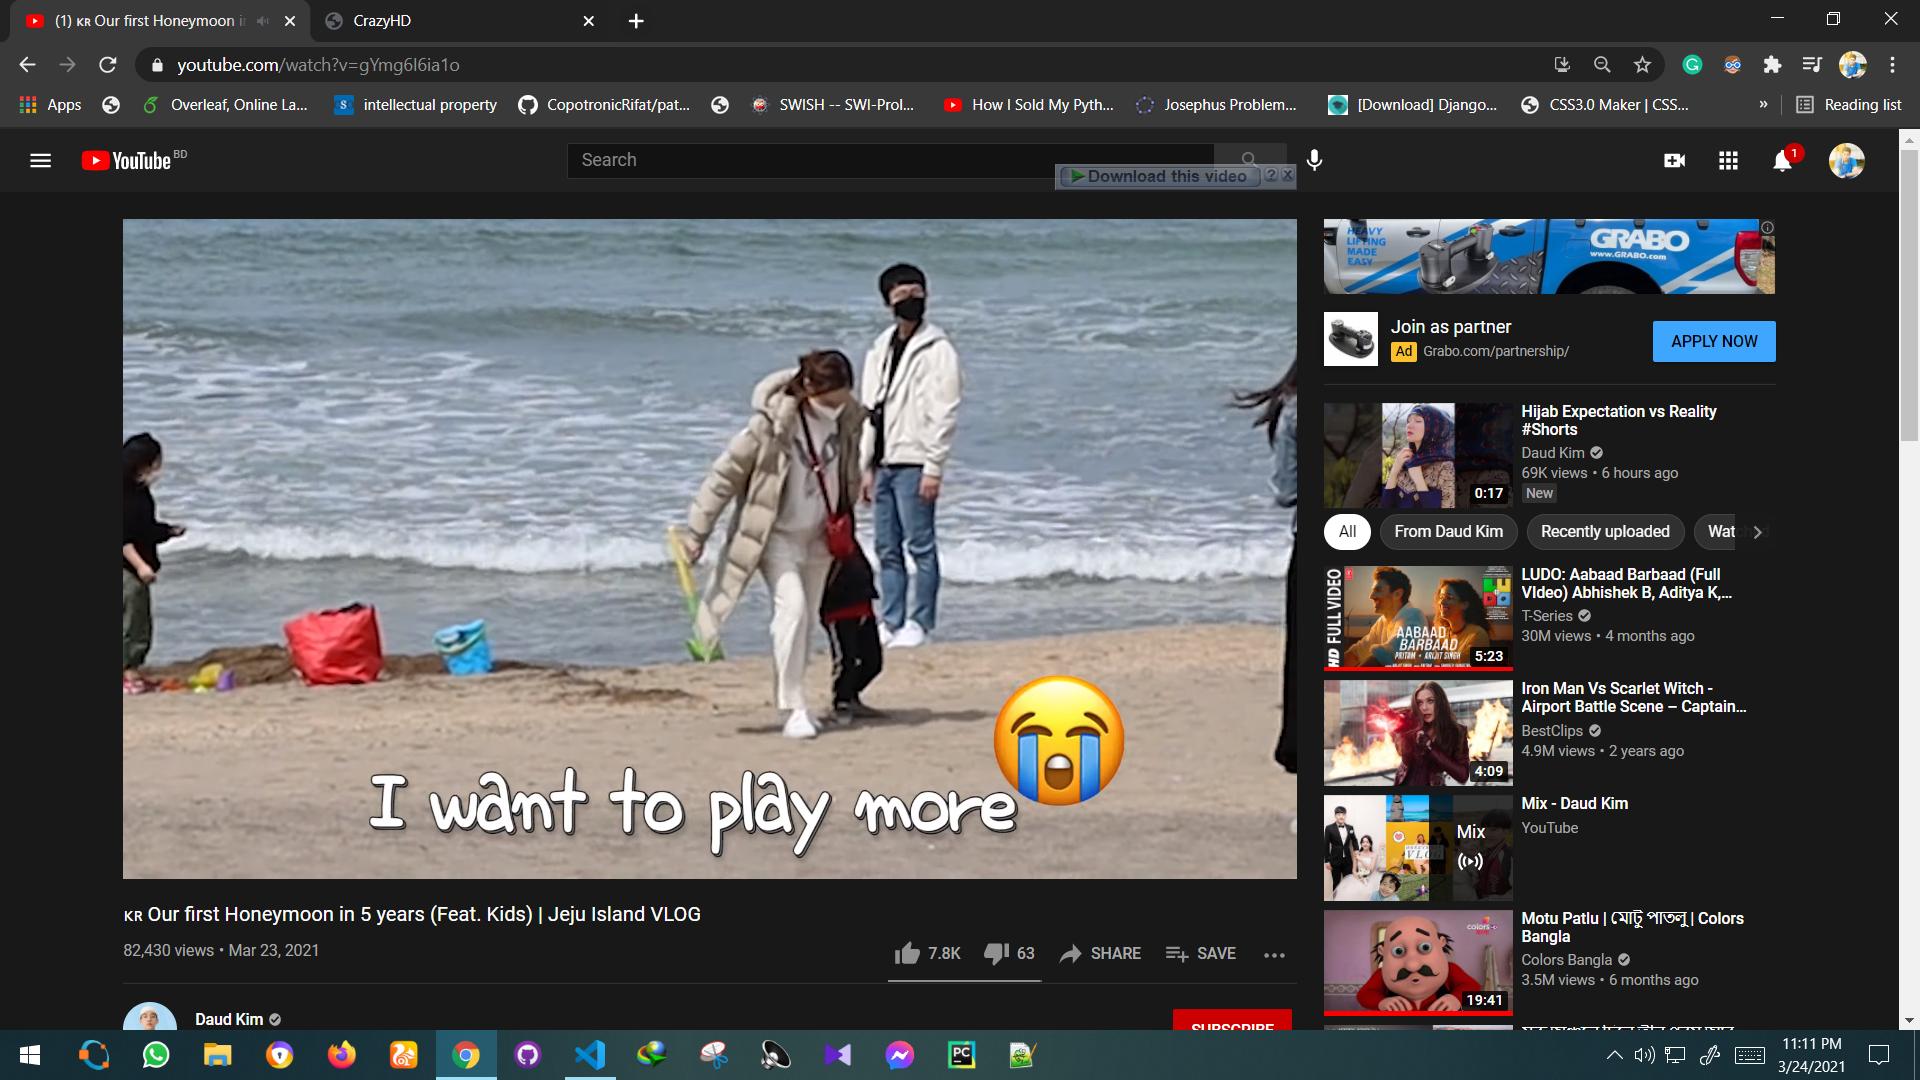 (1) ᴋʀ Our first Honeymoon i
CrazyHD
youtube.com/watch?v=gYmg6I6ia1o
Apps
Overleaf, Online La...
intellectual property
CopotronicRifat/pat...
SWISH -- SWI-Prol...
How I Sold My Pyth...
Josephus Problem...
[Download] Django...
CSS3.0 Maker | CSS...
»
Reading list
YouTube BD
Search
Download this video
1
HEAVY
LIFTING
MADE
EASY
GRABO
www.GRABO.com
Join as partner
Ad Grabo.com/partnership/
APPLY NOW
Hijab Expectation vs Reality
#Shorts
Daud Kim
69K views • 6 hours ago
New
0:17
All
From Daud Kim
Recently uploaded
LUDO: Aabaad Barbaad (Full
VIdeo) Abhishek B, Aditya K,...
T-Series
30M views • 4 months ago
HD FULL VIDEO
AABAAD
BARBAAD
PRITAM • ARIJIT SINGH
5:23
Iron Man Vs Scarlet Witch -
Airport Battle Scene – Captain...
BestClips
4.9M views • 2 years ago
4:09
Mix - Daud Kim
YouTube
Mix
Motu Patlu | মোটু পাতলু | Colors
Bangla
Colors Bangla
3.5M views • 6 months ago
19:41
I want to play more
ᴋʀ Our first Honeymoon in 5 years (Feat. Kids) | Jeju Island VLOG
82,430 views • Mar 23, 2021
7.8K
63
SHARE
SAVE
Daud Kim
SUBSCRIBE
11:11 PM
3/24/2021